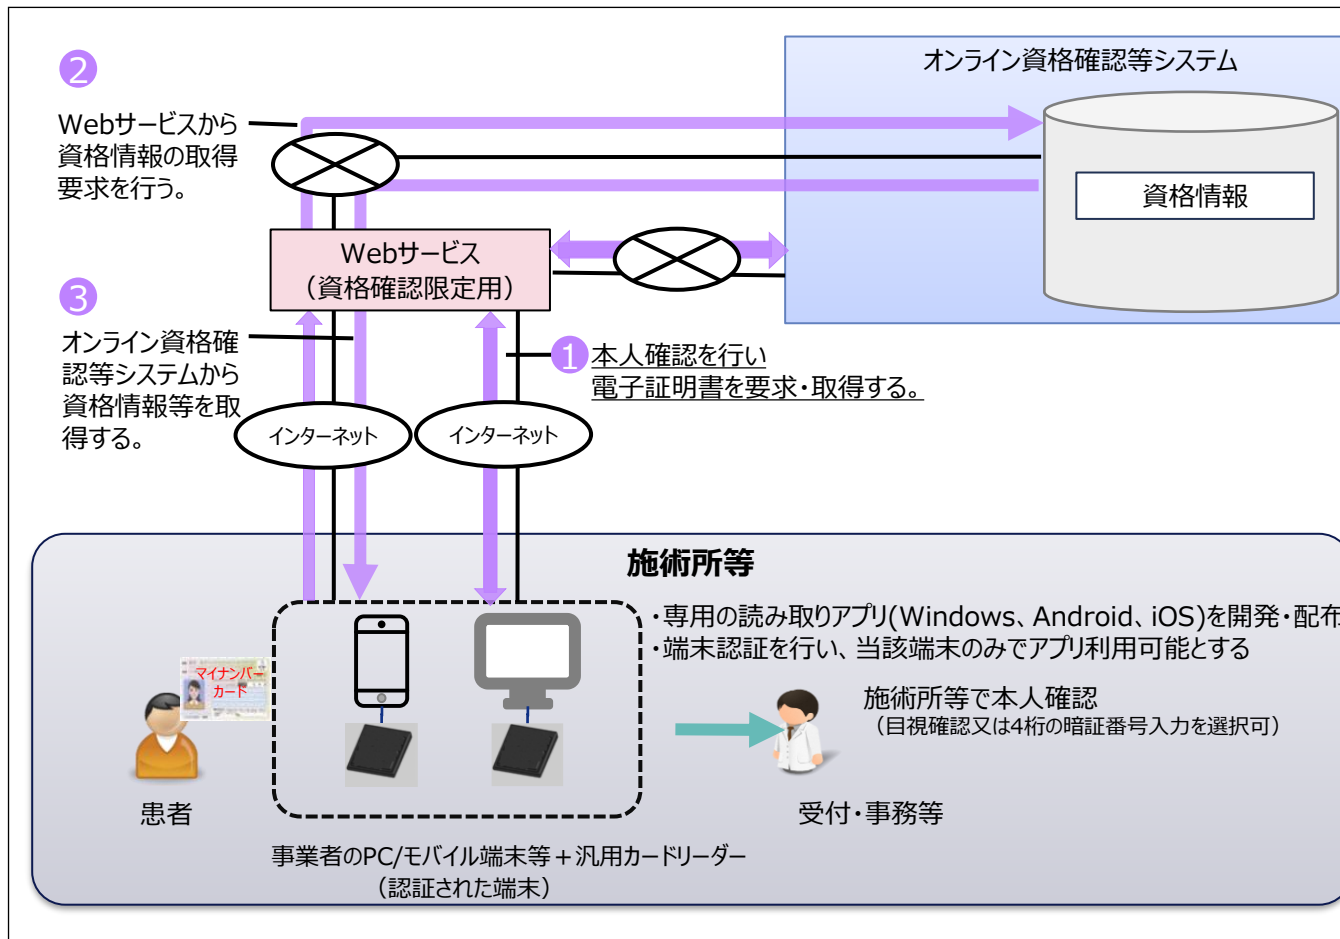 オンライン資格確認等システム
資格情報
2
Webサービスから
資格情報の取得
要求を行う。
Webサービス
（資格確認限定用）
3
オンライン資格確
認等システムから
資格情報等を取
得する。
1
本人確認を行い
電子証明書を要求・取得する。
インターネット
インターネット
施術所等
・専用の読み取りアプリ(Windows、Android、iOS)を開発・配布
・端末認証を行い、当該端末のみでアプリ利用可能とする
マイナンバー
カード
施術所等で本人確認
（目視確認又は4桁の暗証番号入力を選択可）
患者
受付・事務等
事業者のPC/モバイル端末等＋汎用カードリーダー
（認証された端末）